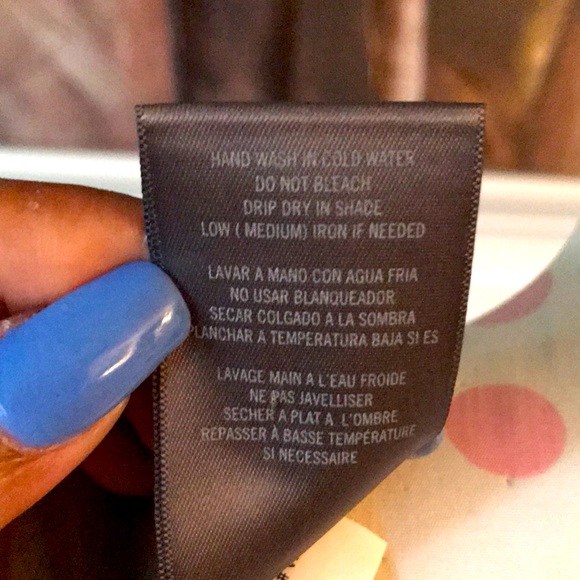 HAND WASH IN COLD WATER
DO NOT BLEACH
DRIP DRY IN SHADE
LOW ( MEDIUM) IRON IF NEEDED
LAVAR A MANO CON AGUA FRIA
NO USAR BLANQUEADOR
SECAR COLGADO A LA SOMBRA
PLANCHAR A TEMPERATURA BAJA SI ES
LAVAGE MAIN A L'EAU FROIDE
NE PAS JAVELLISER
SÉCHER A PLAT A L'OMBRE
REPASSER À BASSE TEMPÉRATURE
SI NECESSAIRE